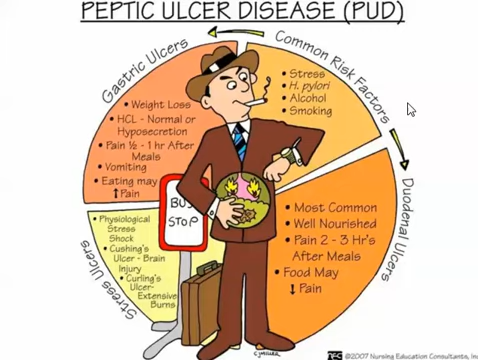 PEPTIC ULCER DISEASE (PUD)
Gastric Ulcers
• Weight Loss
• HCL - Normal or
Hyposecretion
• Pain ½ - 1 hr After
Meals
• Vomiting
• Eating may
↑ Pain
Common Risk Factors
• Stress
• H. pylori
• Alcohol
• Smoking
Duodenal Ulcers
• Most Common
• Well Nourished
• Pain 2 - 3 Hr's
After Meals
• Food May
↓ Pain
Stress Ulcers
• Physiological
Stress
Shock
• Cushing's
Ulcer - Brain
Injury
• Curling's
Ulcer-
Extensive
Burns
BUS
STOP
C.J.MILLER
NEC
©2007 Nursing Education Consultants, Inc